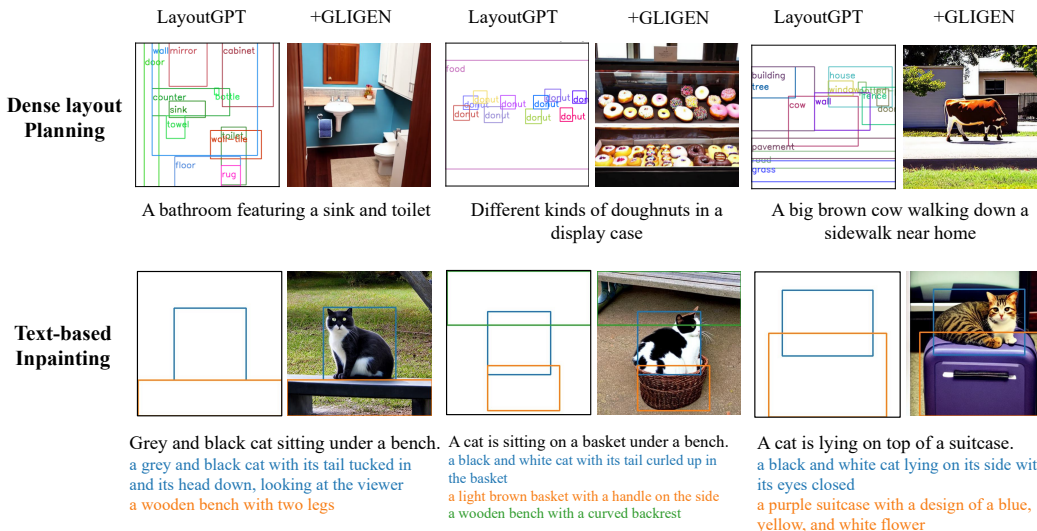 LayoutGPT +GLIGEN LayoutGPT +GLIGEN LayoutGPT +GLIGEN
Dense layout
Planning
wall mirror cabinet
door
counter bottle
sink
towel
toilet
wall-tile
floor
rug
food
donut donut donut
donut donut donut donut
donut donut
building house
tree window
fence
cow wall
door
pavement
road
grass
A bathroom featuring a sink and toilet
Different kinds of doughnuts in a
display case
A big brown cow walking down a
sidewalk near home
Text-based
Inpainting
Grey and black cat sitting under a bench.
a grey and black cat with its tail tucked in
and its head down, looking at the viewer
a wooden bench with two legs
A cat is sitting on a basket under a bench.
a black and white cat with its tail curled up in
the basket
a light brown basket with a handle on the side
a wooden bench with a curved backrest
A cat is lying on top of a suitcase.
a black and white cat lying on its side wit
its eyes closed
a purple suitcase with a design of a blue,
yellow, and white flower